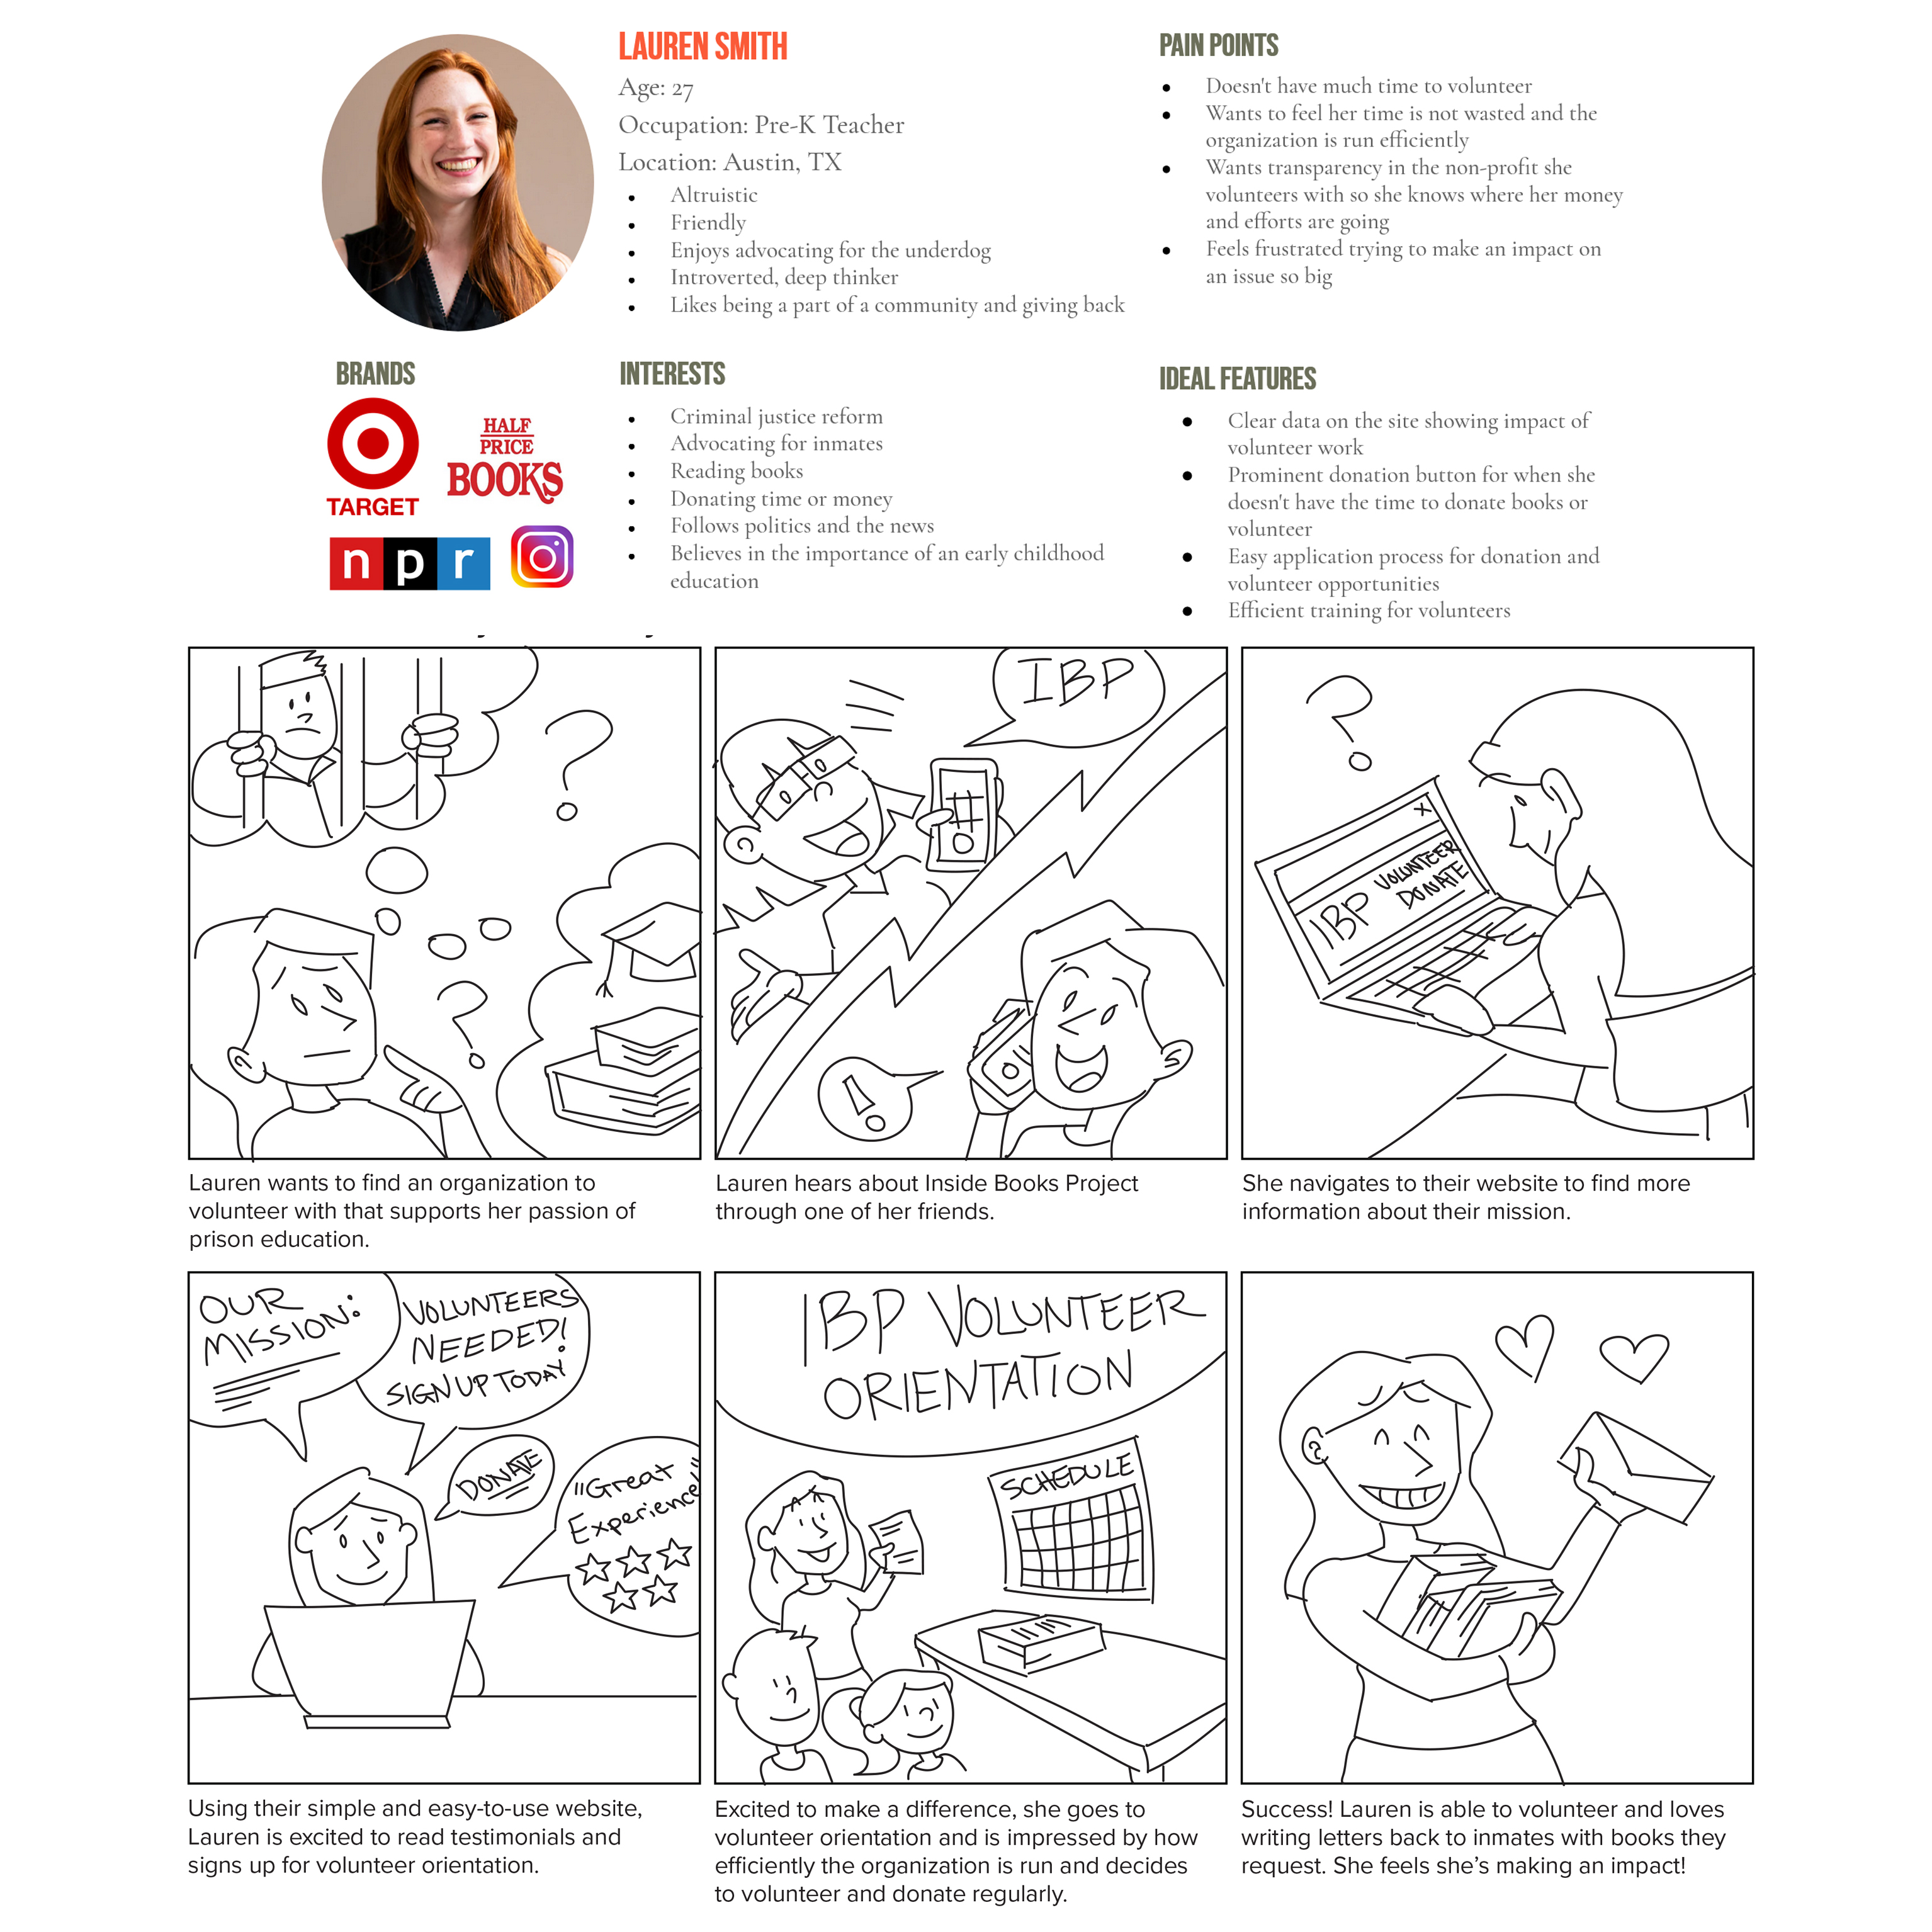 LAUREN SMITH
Age: 27
Occupation: Pre-K Teacher
Location: Austin, TX
Altruistic
Friendly
Enjoys advocating for the underdog
Introverted, deep thinker
Likes being a part of a community and giving back
PAIN POINTS
Doesn't have much time to volunteer
Wants to feel her time is not wasted and the
organization is run efficiently
Wants transparency in the non-profit she
volunteers with so she knows where her money
and efforts are going
Feels frustrated trying to make an impact on
an issue so big
BRANDS
TARGET
HALF
PRICE
BOOKS
npr
INTERESTS
Criminal justice reform
Advocating for inmates
Reading books
Donating time or money
Follows politics and the news
Believes in the importance of an early childhood
education
IDEAL FEATURES
Clear data on the site showing impact of
volunteer work
Prominent donation button for when she
doesn't have the time to donate books or
volunteer
Easy application process for donation and
volunteer opportunities
Efficient training for volunteers
?
?
Lauren wants to find an organization to
volunteer with that supports her passion of
prison education.
IBP
!
Lauren hears about Inside Books Project
through one of her friends.
?
X
IBP
VOLUNTEER
DONATE
She navigates to their website to find more
information about their mission.
OUR
MISSION:
VOLUNTEERS
NEEDED!
SIGN UP TODAY
DONATE
"Great
Experience"
Using their simple and easy-to-use website,
Lauren is excited to read testimonials and
signs up for volunteer orientation.
IBP VOLUNTEER
ORIENTATION
SCHEDULE
Excited to make a difference, she goes to
volunteer orientation and is impressed by how
efficiently the organization is run and decides
to volunteer and donate regularly.
Success! Lauren is able to volunteer and loves
writing letters back to inmates with books they
request. She feels she's making an impact!